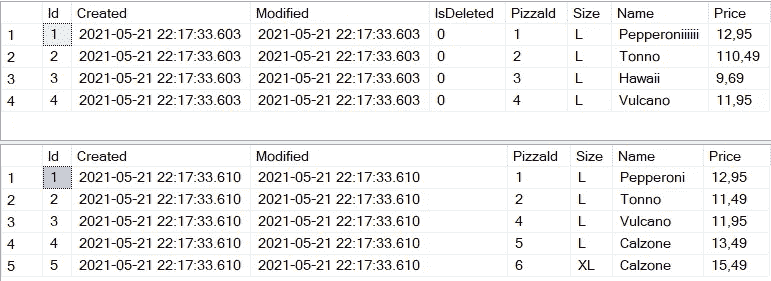 Id Created Modified IsDeleted PizzaId Size Name Price
1 1 2021-05-21 22:17:33.603 2021-05-21 22:17:33.603 0 1 L Pepperoniiiiii 12,95
2 2 2021-05-21 22:17:33.603 2021-05-21 22:17:33.603 0 2 L Tonno 110,49
3 3 2021-05-21 22:17:33.603 2021-05-21 22:17:33.603 0 3 L Hawaii 9,69
4 4 2021-05-21 22:17:33.603 2021-05-21 22:17:33.603 0 4 L Vulcano 11,95
Id Created Modified PizzaId Size Name Price
1 1 2021-05-21 22:17:33.610 2021-05-21 22:17:33.610 1 L Pepperoni 12,95
2 2 2021-05-21 22:17:33.610 2021-05-21 22:17:33.610 2 L Tonno 11,49
3 3 2021-05-21 22:17:33.610 2021-05-21 22:17:33.610 4 L Vulcano 11,95
4 4 2021-05-21 22:17:33.610 2021-05-21 22:17:33.610 5 L Calzone 13,49
5 5 2021-05-21 22:17:33.610 2021-05-21 22:17:33.610 6 XL Calzone 15,49